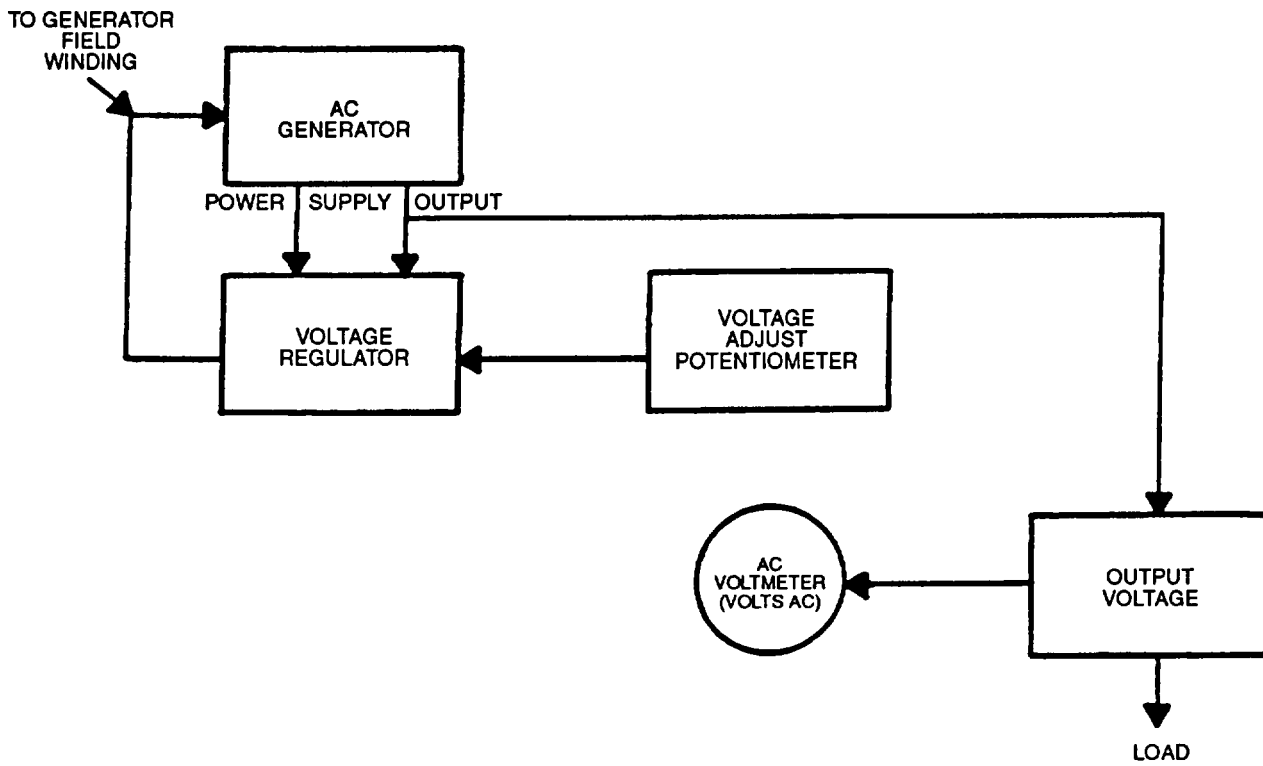 TO GENERATOR
FIELD
WINDING
AC
GENERATOR
POWER SUPPLY OUTPUT
VOLTAGE
REGULATOR
VOLTAGE
ADJUST
POTENTIOMETER
AC
VOLTMETER
(VOLTS AC)
OUTPUT
VOLTAGE
LOAD